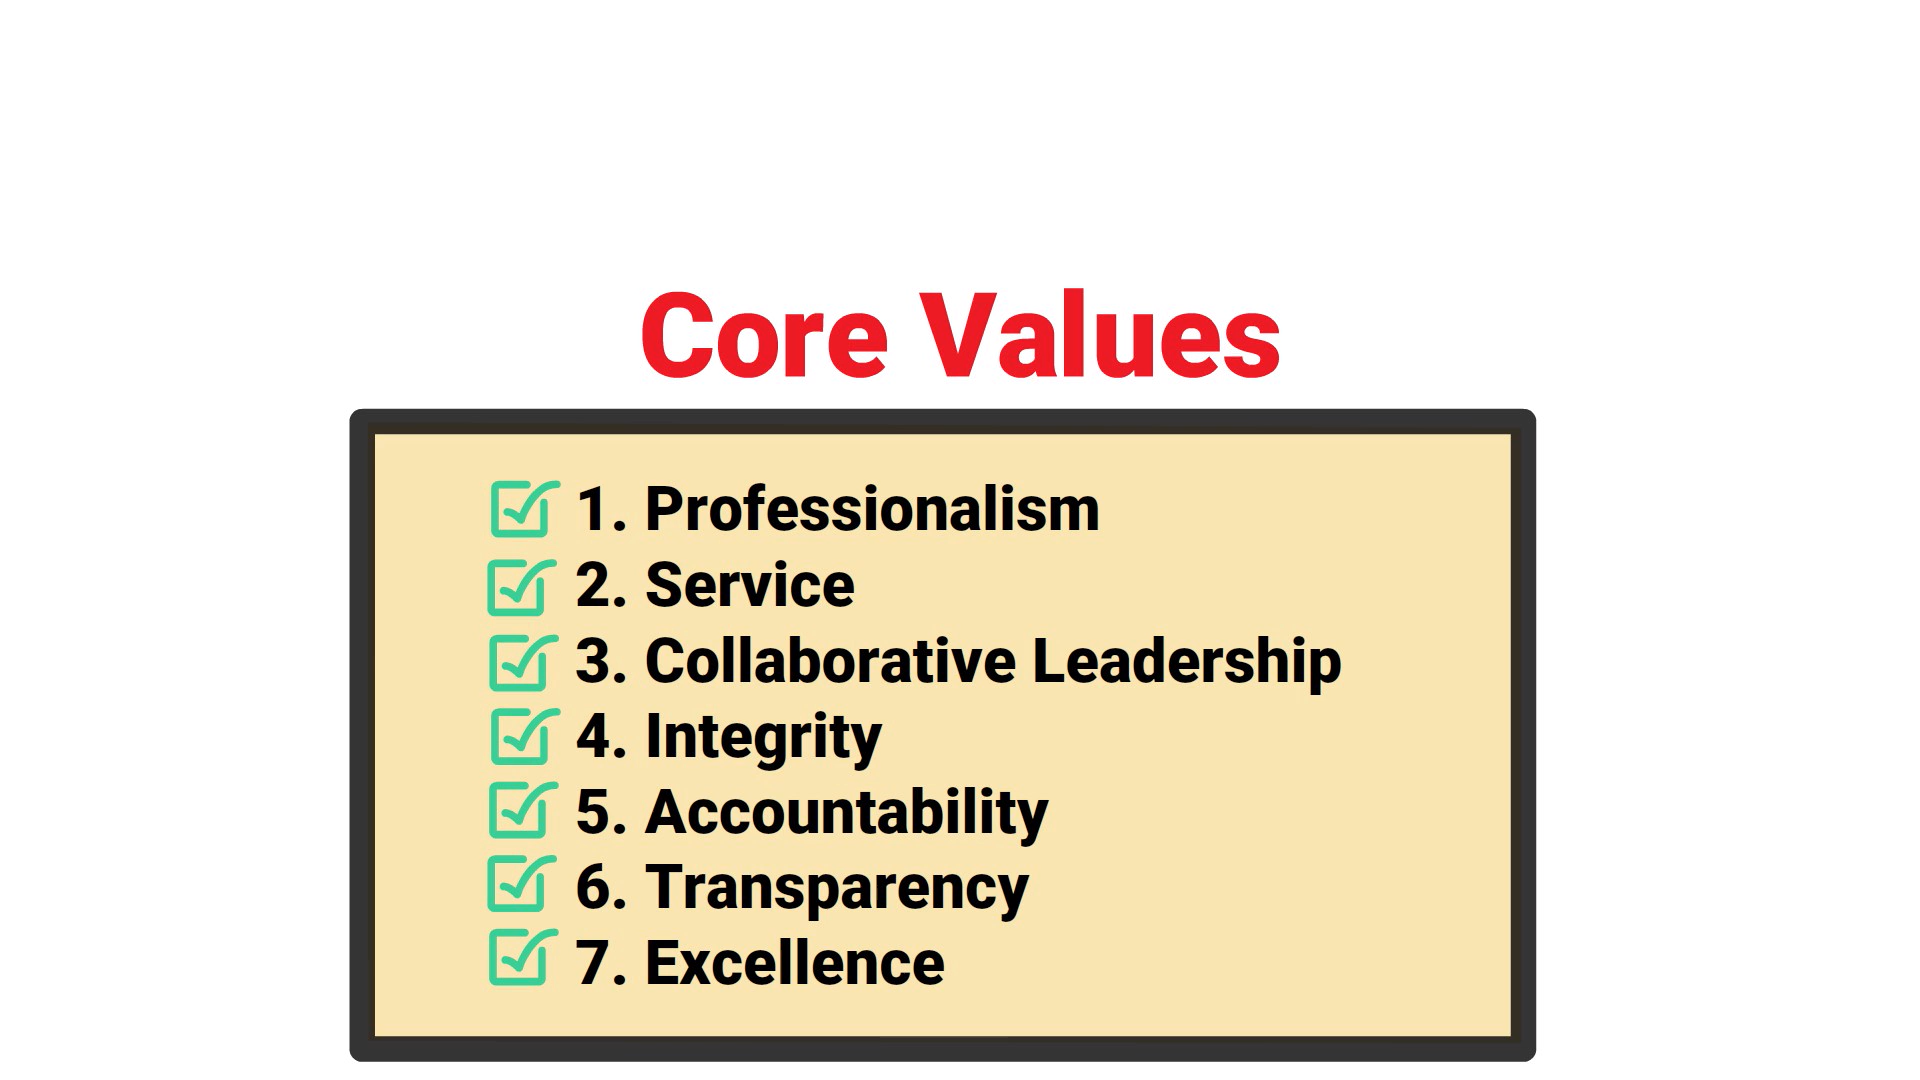 Core Values
1. Professionalism
2. Service
3. Collaborative Leadership
4. Integrity
5. Accountability
6. Transparency
7. Excellence